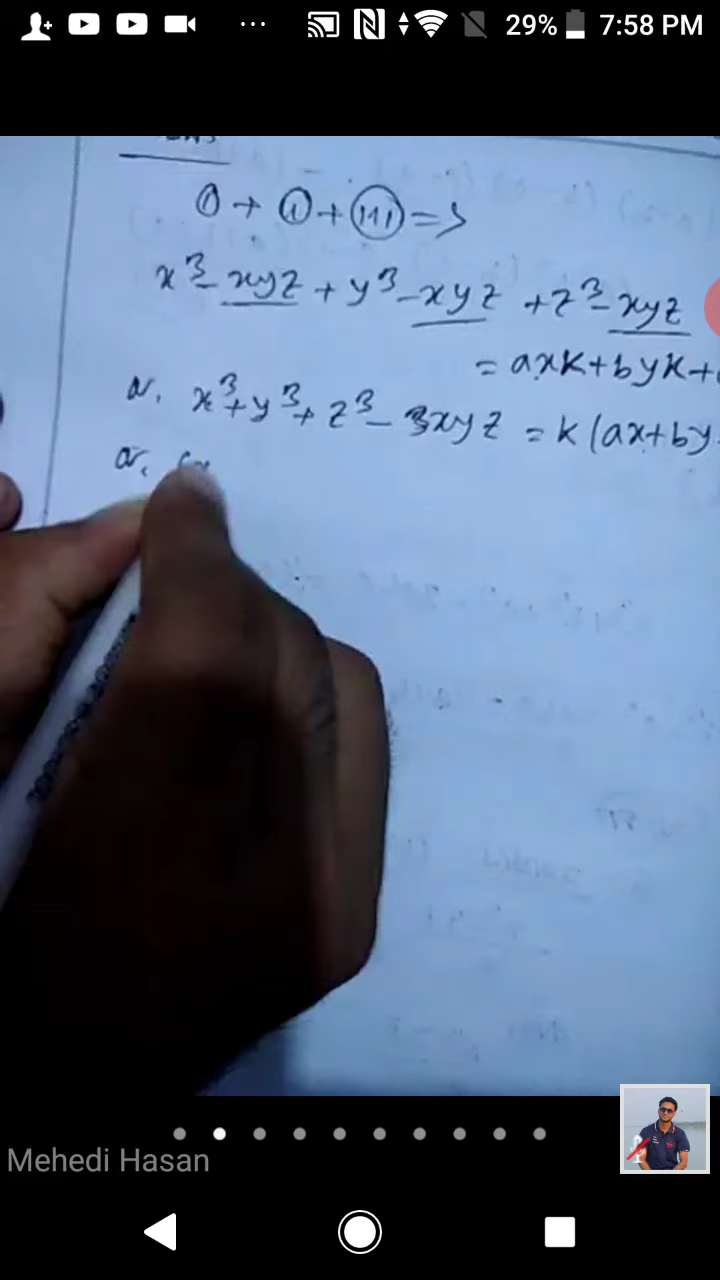 29% 7:58 PM
(i) + (ii) + (iii) =>
x³ - xyz + y³ - xyz + z³ - xyz
= axk + byk +
x³ + y³ + z³ - 3xyz = k(ax + by
Mehedi Hasan